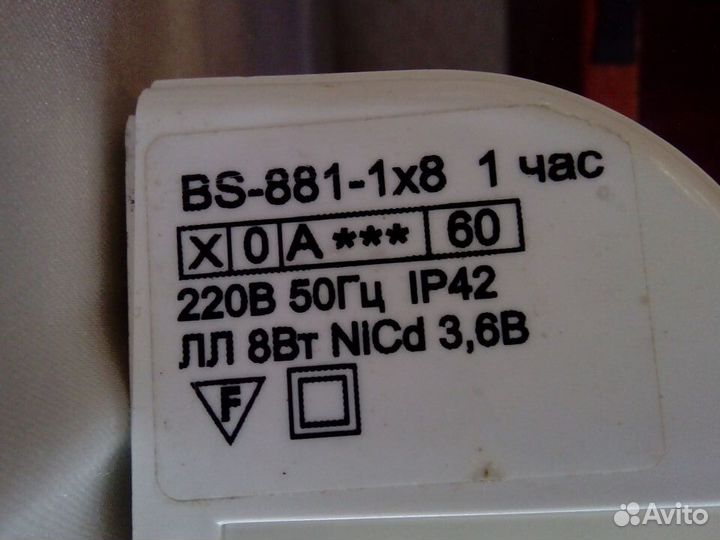 BS-881-1x8 1 час
X 0 A *** 60
220В 50Гц IP42
ЛЛ 8Вт NiCd 3,6В
F
Avito